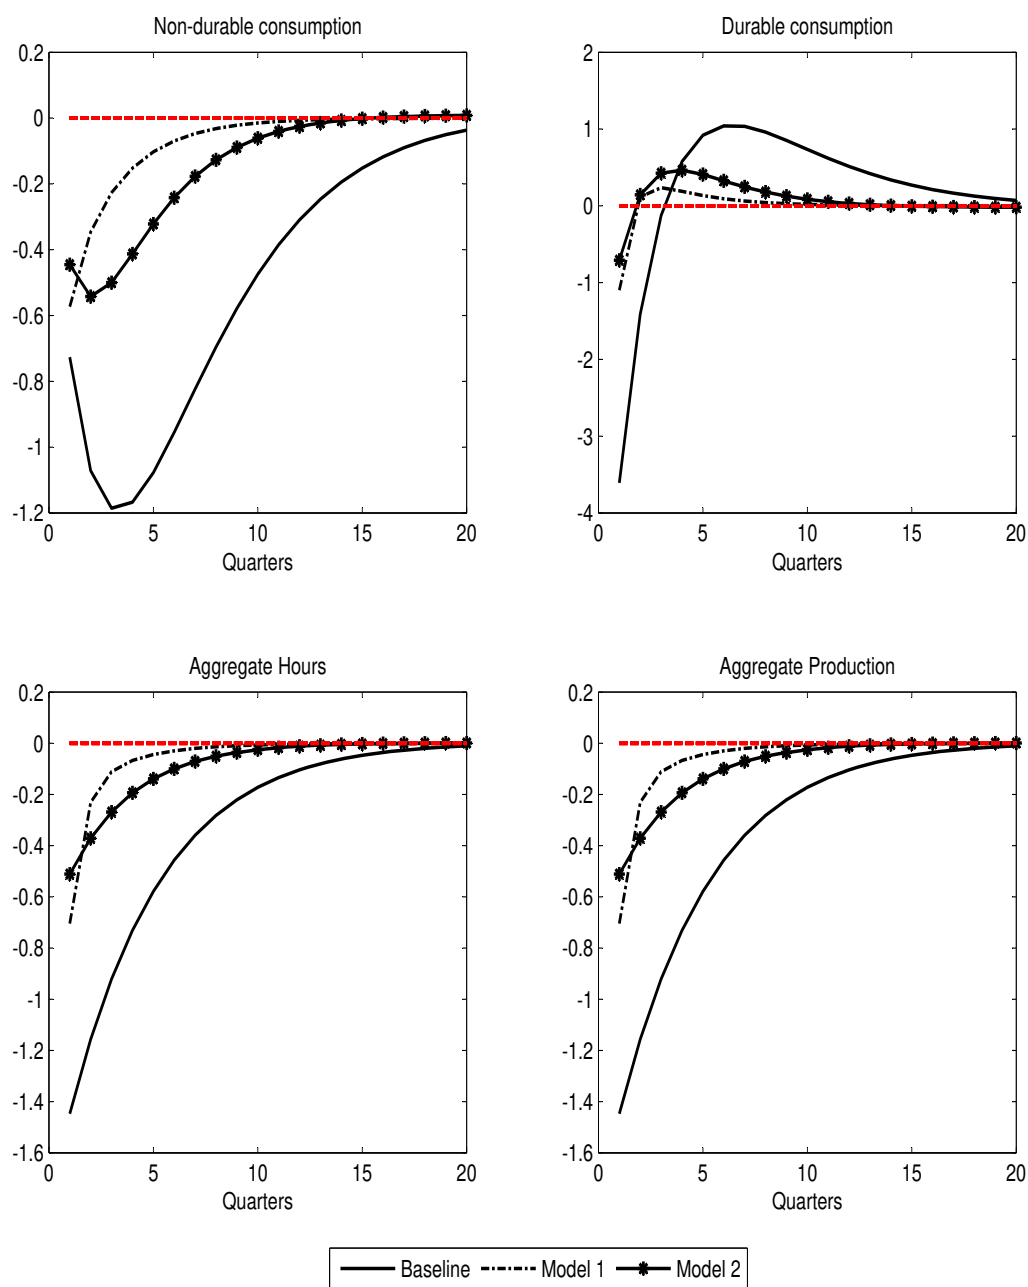 Non-durable consumption
0.2
0
-0.2
-0.4
-0.6
-0.8
-1
-1.2
0 5 10 15 20
Quarters
Durable consumption
2
1
0
-1
-2
-3
-4
0 5 10 15 20
Quarters
Aggregate Hours
0.2
0
-0.2
-0.4
-0.6
-0.8
-1
-1.2
-1.4
-1.6
0 5 10 15 20
Quarters
Aggregate Production
0.2
0
-0.2
-0.4
-0.6
-0.8
-1
-1.2
-1.4
-1.6
0 5 10 15 20
Quarters
Baseline Model 1 Model 2